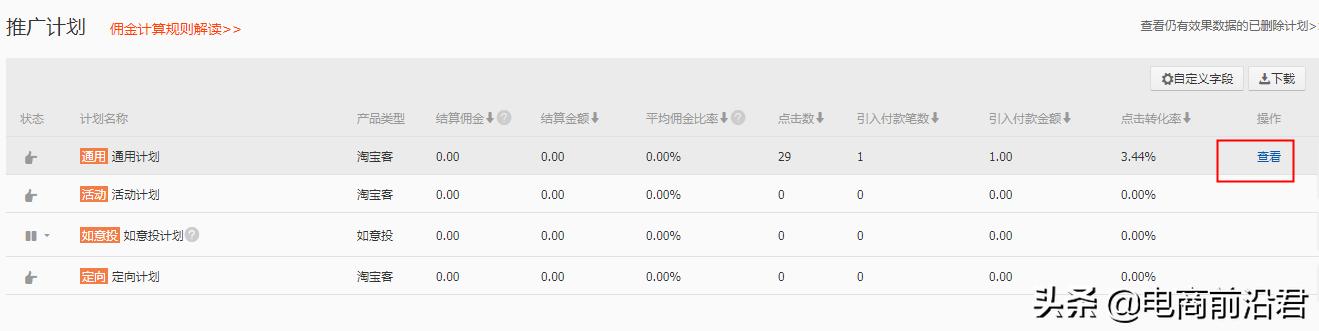 推广计划 佣金计算规则解读>> 查看仍有效果数据的已删除计划>>
自定义字段 下载
状态 计划名称 产品类型 结算佣金 ? 结算金额 平均佣金比率 ? 点击数 引入付款笔数 引入付款金额 点击转化率 操作
通用 通用计划 淘宝客 0.00 0.00 0.00% 29 1 1.00 3.44% 查看
活动 活动计划 淘宝客 0.00 0.00 0.00% 0 0 0.00 0.00%
如意投 如意投计划 ? 如意投 0.00 0.00 0.00% 0 0 0.00 0.00%
定向 定向计划 淘宝客 0.00 0.00 0.00% 0 0 0.00 0.00%
头条 @电商前沿君